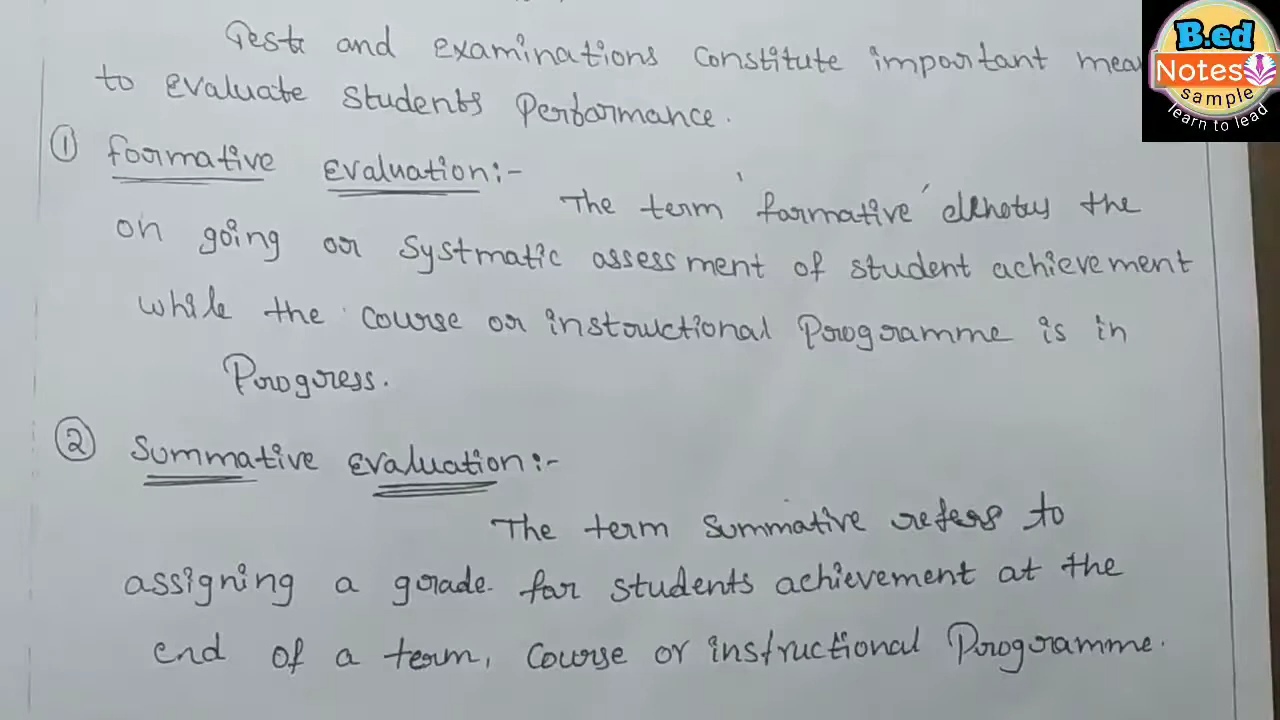 Test and examinations constitute important mea
to evaluate students Performance.
① formative Evaluation:-
The term 'formative' denotes the
on going or systmatic assessment of student achievement
while the course or instructional Programme is in
Progress.
② Summative Evaluation:-
The term summative refers to
assigning a grade for students achievement at the
end of a term, course or instructional Programme.
B.ed
Notes
sample
learn to lead